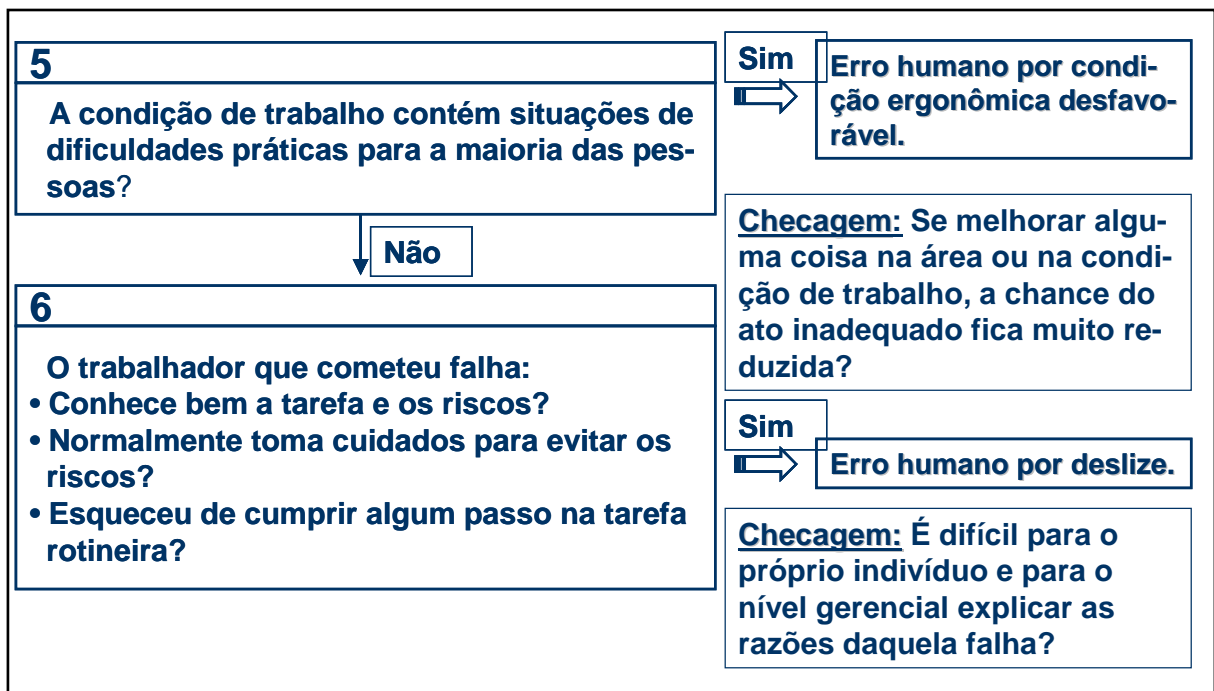 5
A condição de trabalho contém situações de
dificuldades práticas para a maioria das pes-
soas?
Sim
Erro humano por condi-
ção ergonômica desfavo-
rável.
Checagem: Se melhorar algu-
ma coisa na área ou na condi-
ção de trabalho, a chance do
ato inadequado fica muito re-
duzida?
Não
6
O trabalhador que cometeu falha:
• Conhece bem a tarefa e os riscos?
• Normalmente toma cuidados para evitar os
riscos?
• Esqueceu de cumprir algum passo na tarefa
rotineira?
Sim
Erro humano por deslize.
Checagem: É difícil para o
próprio indivíduo e para o
nível gerencial explicar as
razões daquela falha?